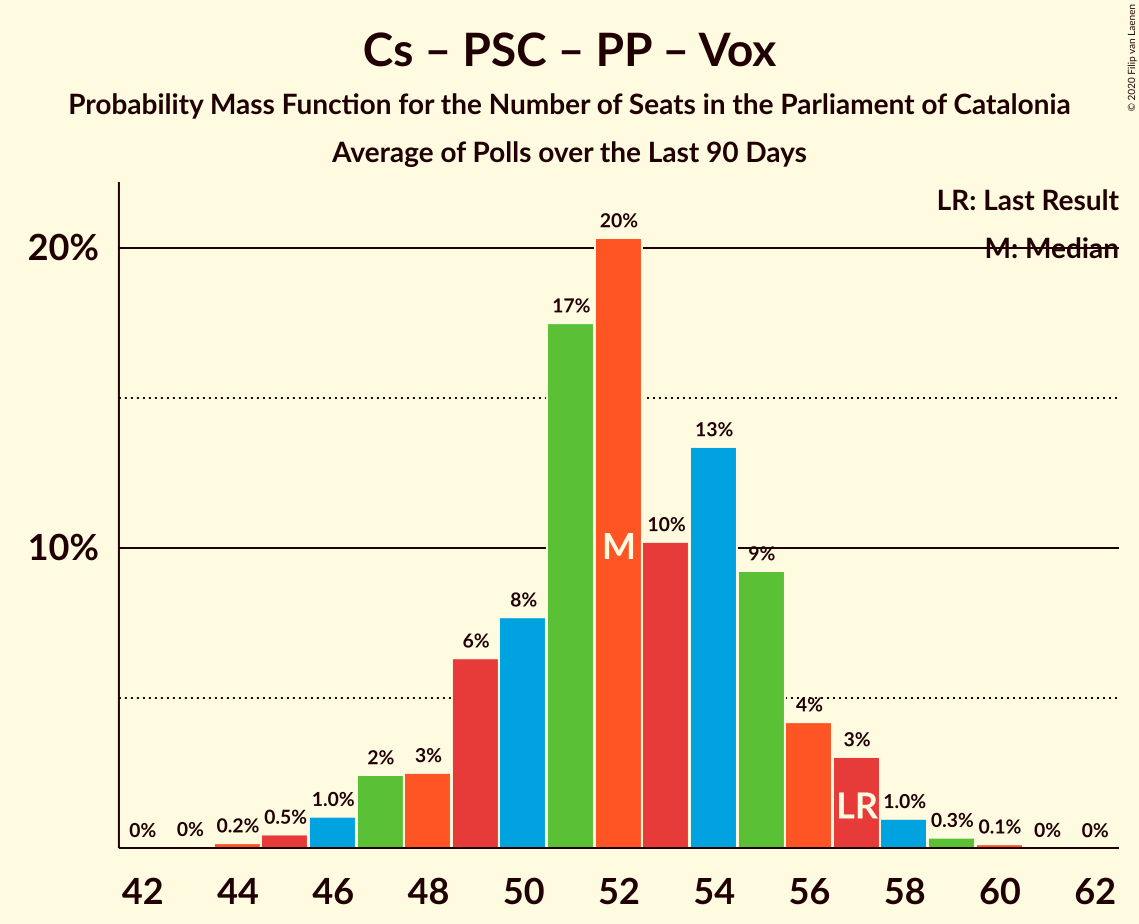 Cs – PSC – PP – Vox
Probability Mass Function for the Number of Seats in the Parliament of Catalonia
Average of Polls over the Last 90 Days
© 2020 Filip van Laenen
LR: Last Result
M: Median
20%
10%
0%
0%
0.2%
0.5%
1.0%
2%
3%
6%
8%
17%
20%
10%
13%
9%
4%
3%
1.0%
0.3%
0.1%
0%
0%
M
LR
42 44 46 48 50 52 54 56 58 60 62